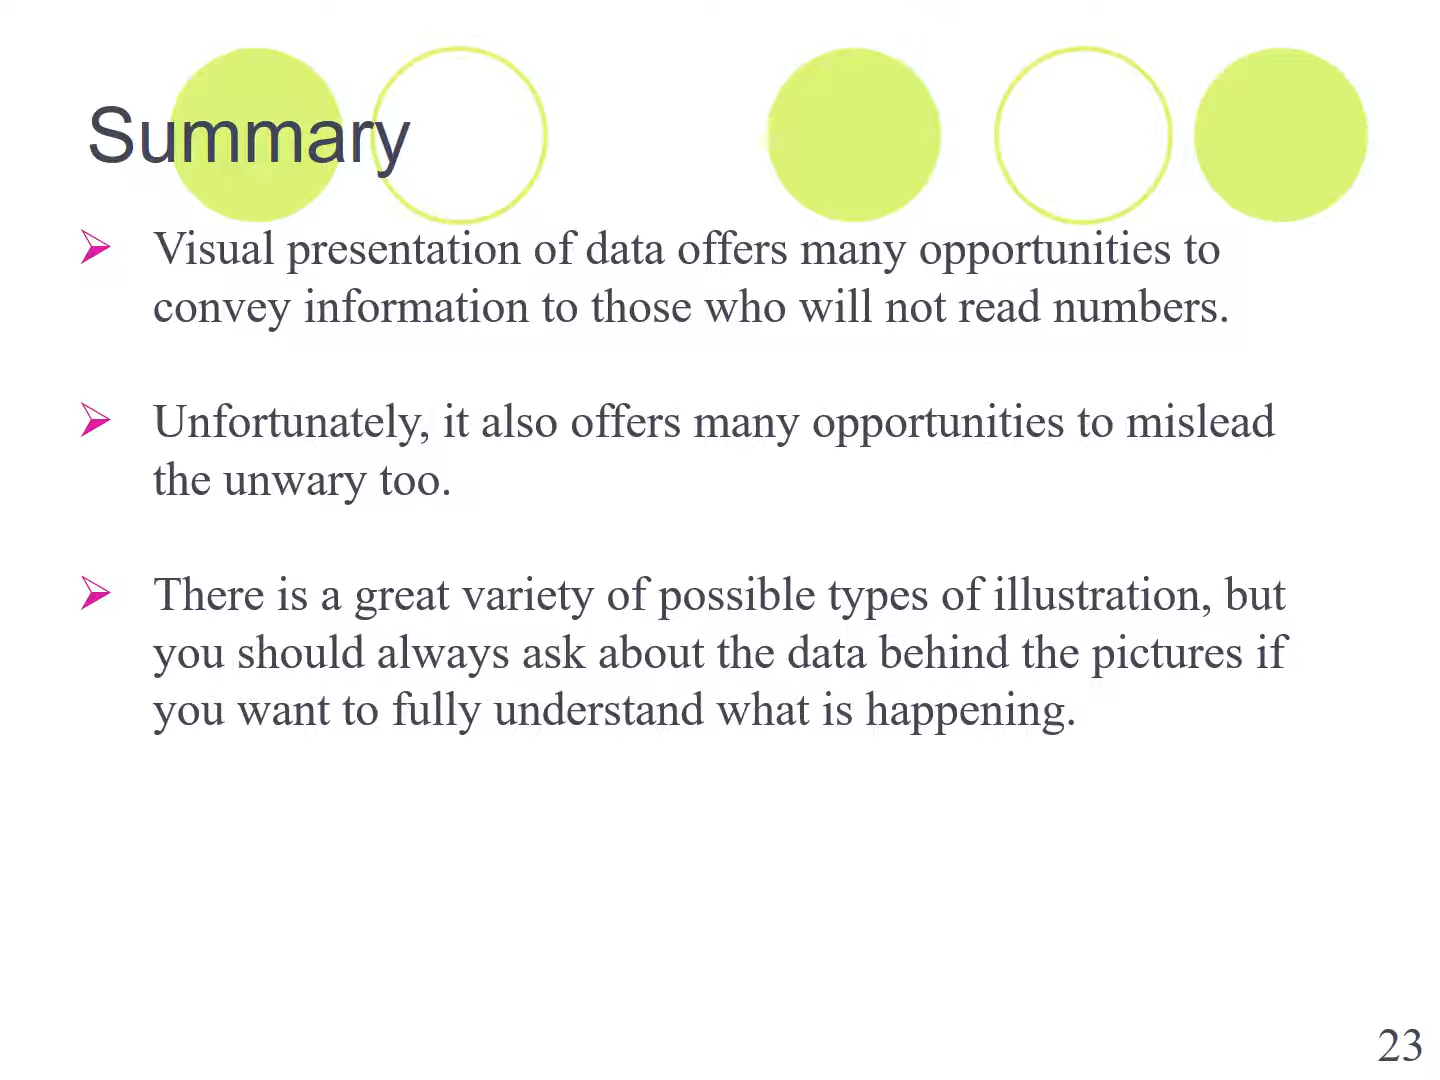 Summary
Visual presentation of data offers many opportunities to
convey information to those who will not read numbers.
Unfortunately, it also offers many opportunities to mislead
the unwary too.
There is a great variety of possible types of illustration, but
you should always ask about the data behind the pictures if
you want to fully understand what is happening.
23